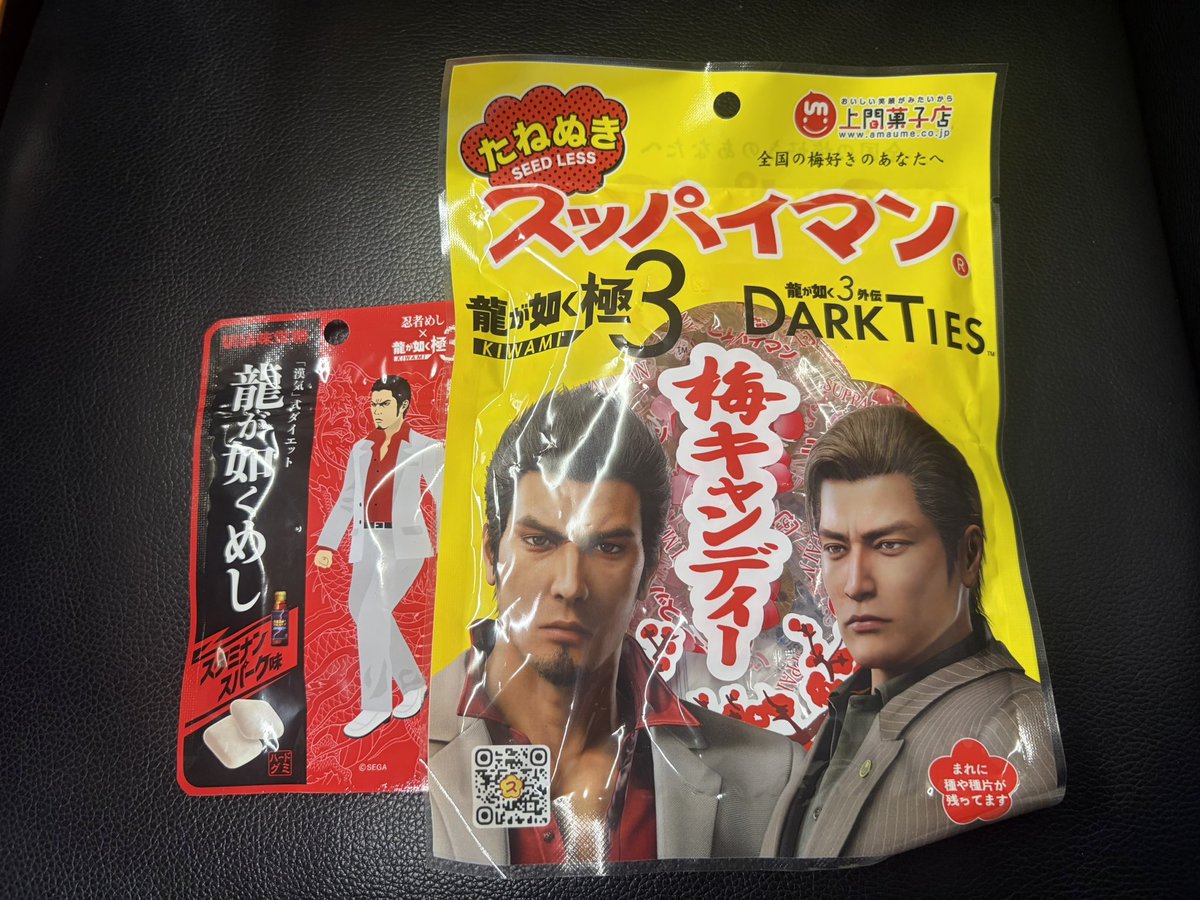 忍者めし
×
龍が如く極
KIWAMI
「漢気」式ダイエット
龍が如くめし
スタミナン
スパーク味
ハード
グミ
©SEGA
たねぬき
SEED LESS
おいしい笑顔がみたいから
上間菓子店
www.amaume.co.jp
全国の梅好きのあなたへ
スッパイマン®
龍が如く極3
KIWAMI
龍が如く3外伝
DARK TIES™
梅キャンディー
ス
まれに
種や種片が
残ってます